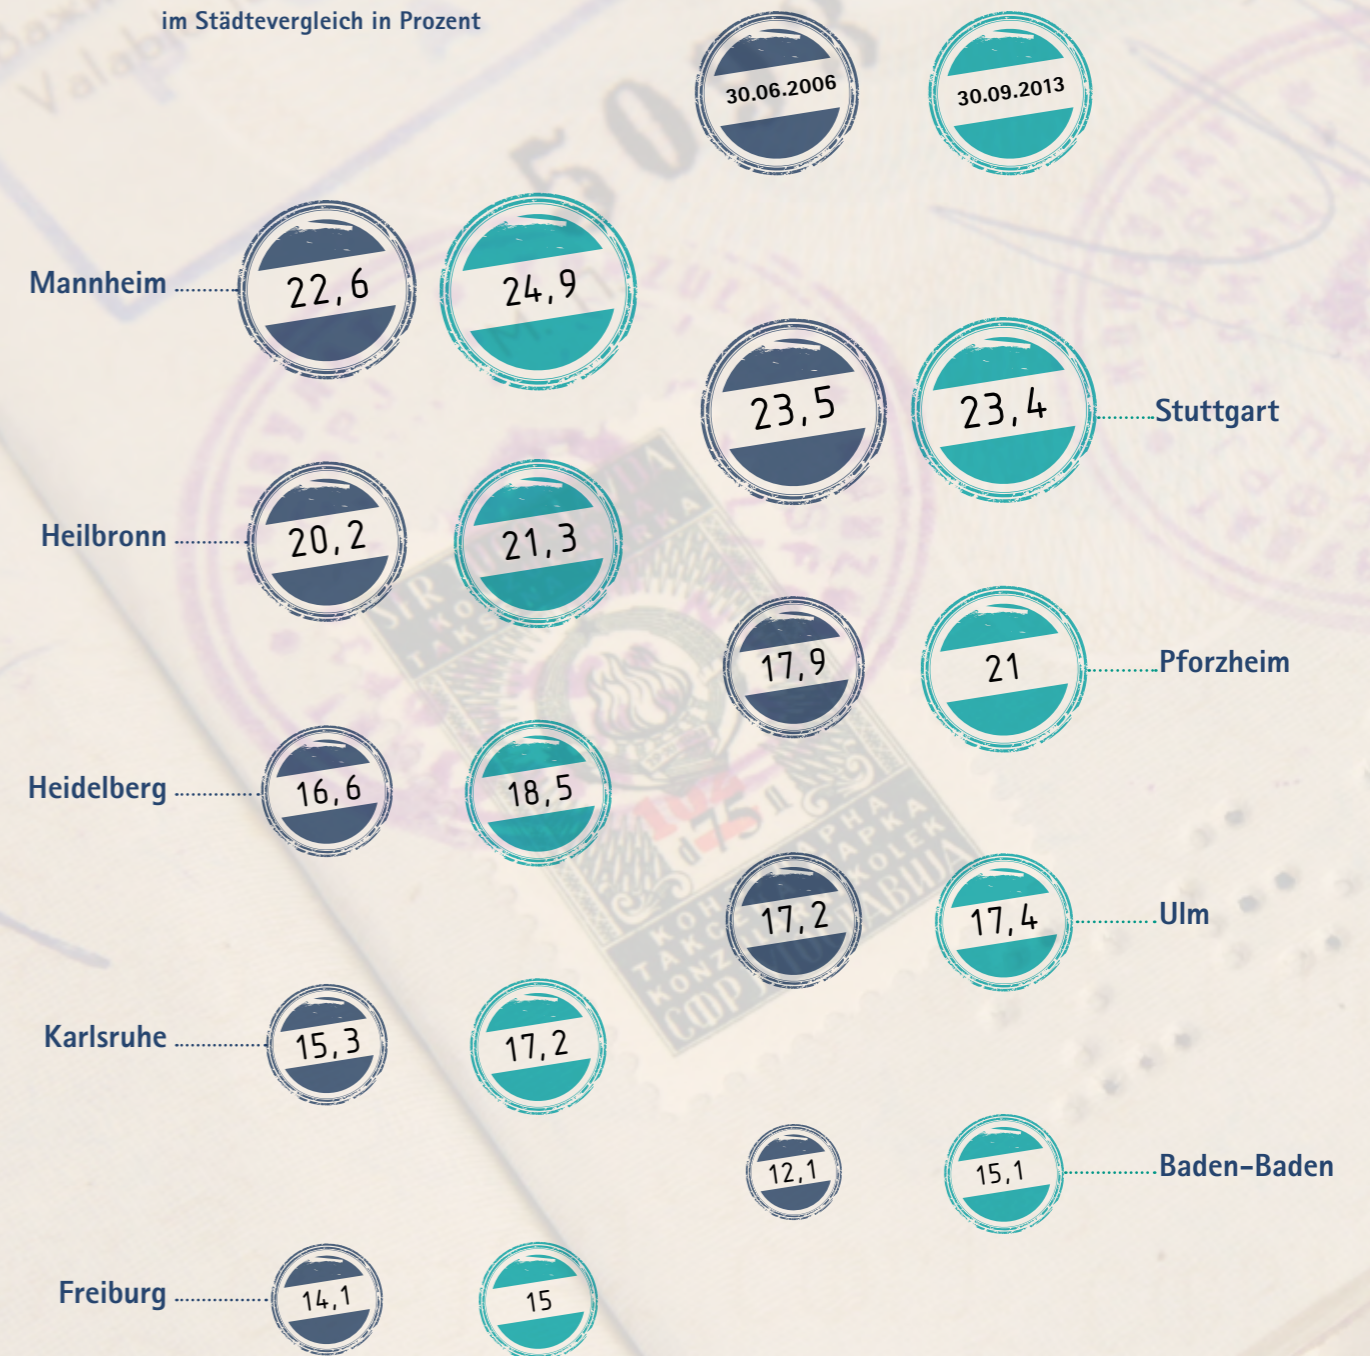 im Städtevergleich in Prozent
30.06.2006 30.09.2013
Mannheim 22,6 24,9
23,5 23,4 Stuttgart
Heilbronn 20,2 21,3
17,9 21 Pforzheim
Heidelberg 16,6 18,5
17,2 17,4 Ulm
Karlsruhe 15,3 17,2
12,1 15,1 Baden-Baden
Freiburg 14,1 15